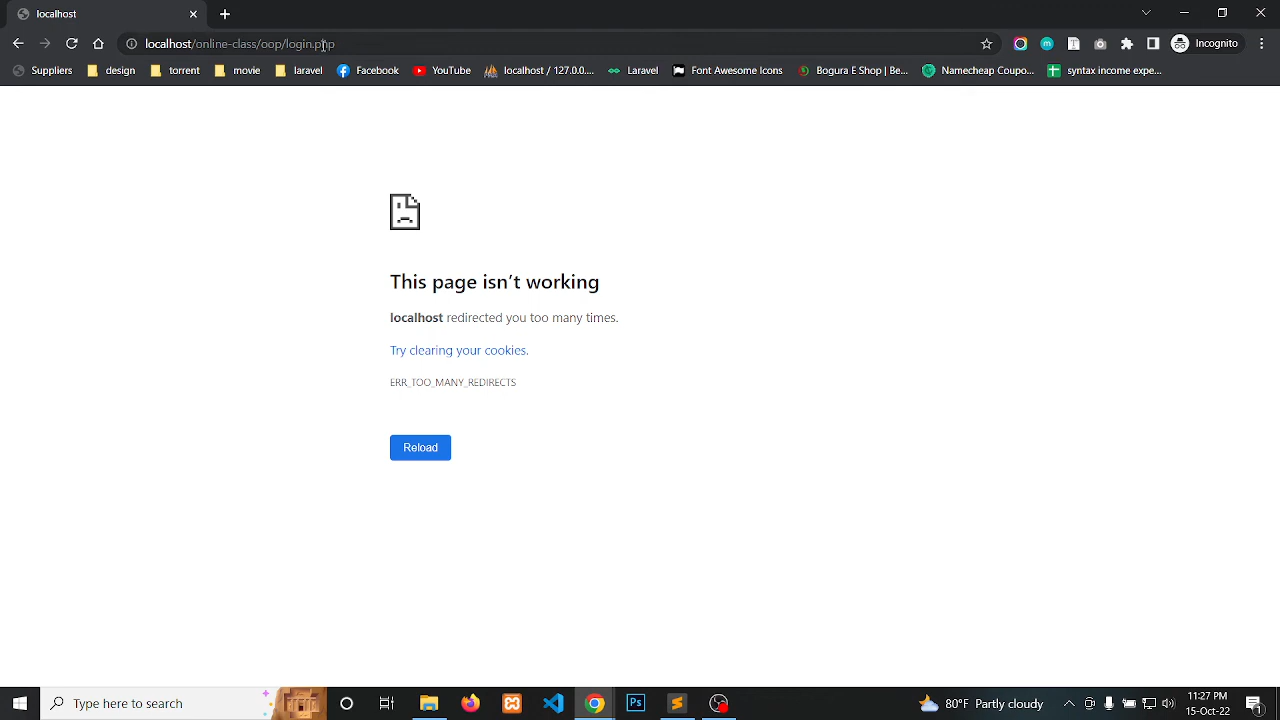 localhost
localhost/online-class/oop/login.php
Incognito
Suppliers design torrent movie laravel Facebook YouTube localhost / 127.0.0.... Laravel Font Awesome Icons Bogura E Shop | Be... Namecheap Coupo... syntax income expe...
This page isn't working
localhost redirected you too many times.
Try clearing your cookies.
ERR_TOO_MANY_REDIRECTS
Reload
Type here to search
Ps
80°F Partly cloudy
11:27 PM
15-Oct-22